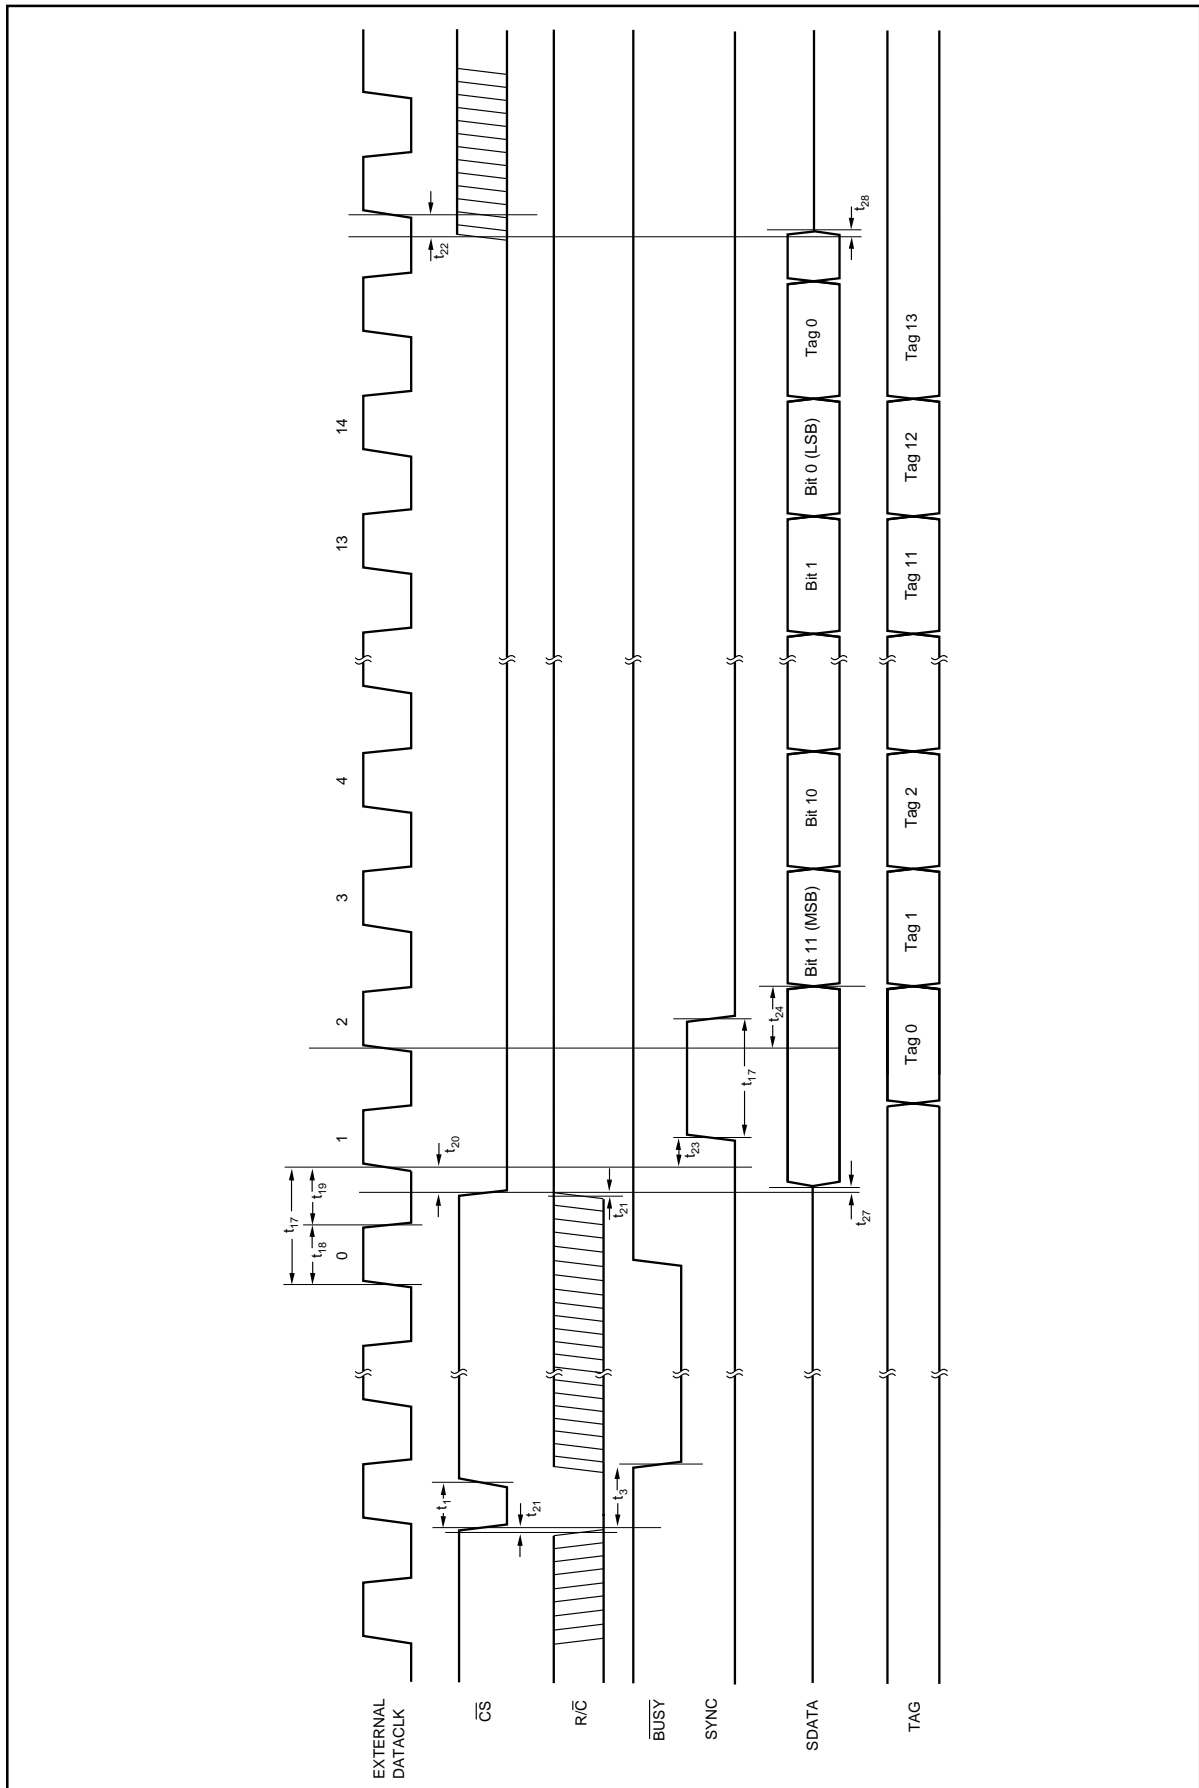 EXTERNAL
DATACLK
t17
t18
t19
t20
t22
0
1
2
3
4
13
14
CS
t1
t21
R/C
t21
t3
BUSY
SYNC
t23
t17
SDATA
t27
t24
Bit 11 (MSB)
Bit 10
Bit 1
Bit 0 (LSB)
Tag 0
t28
TAG
Tag 0
Tag 1
Tag 2
Tag 11
Tag 12
Tag 13